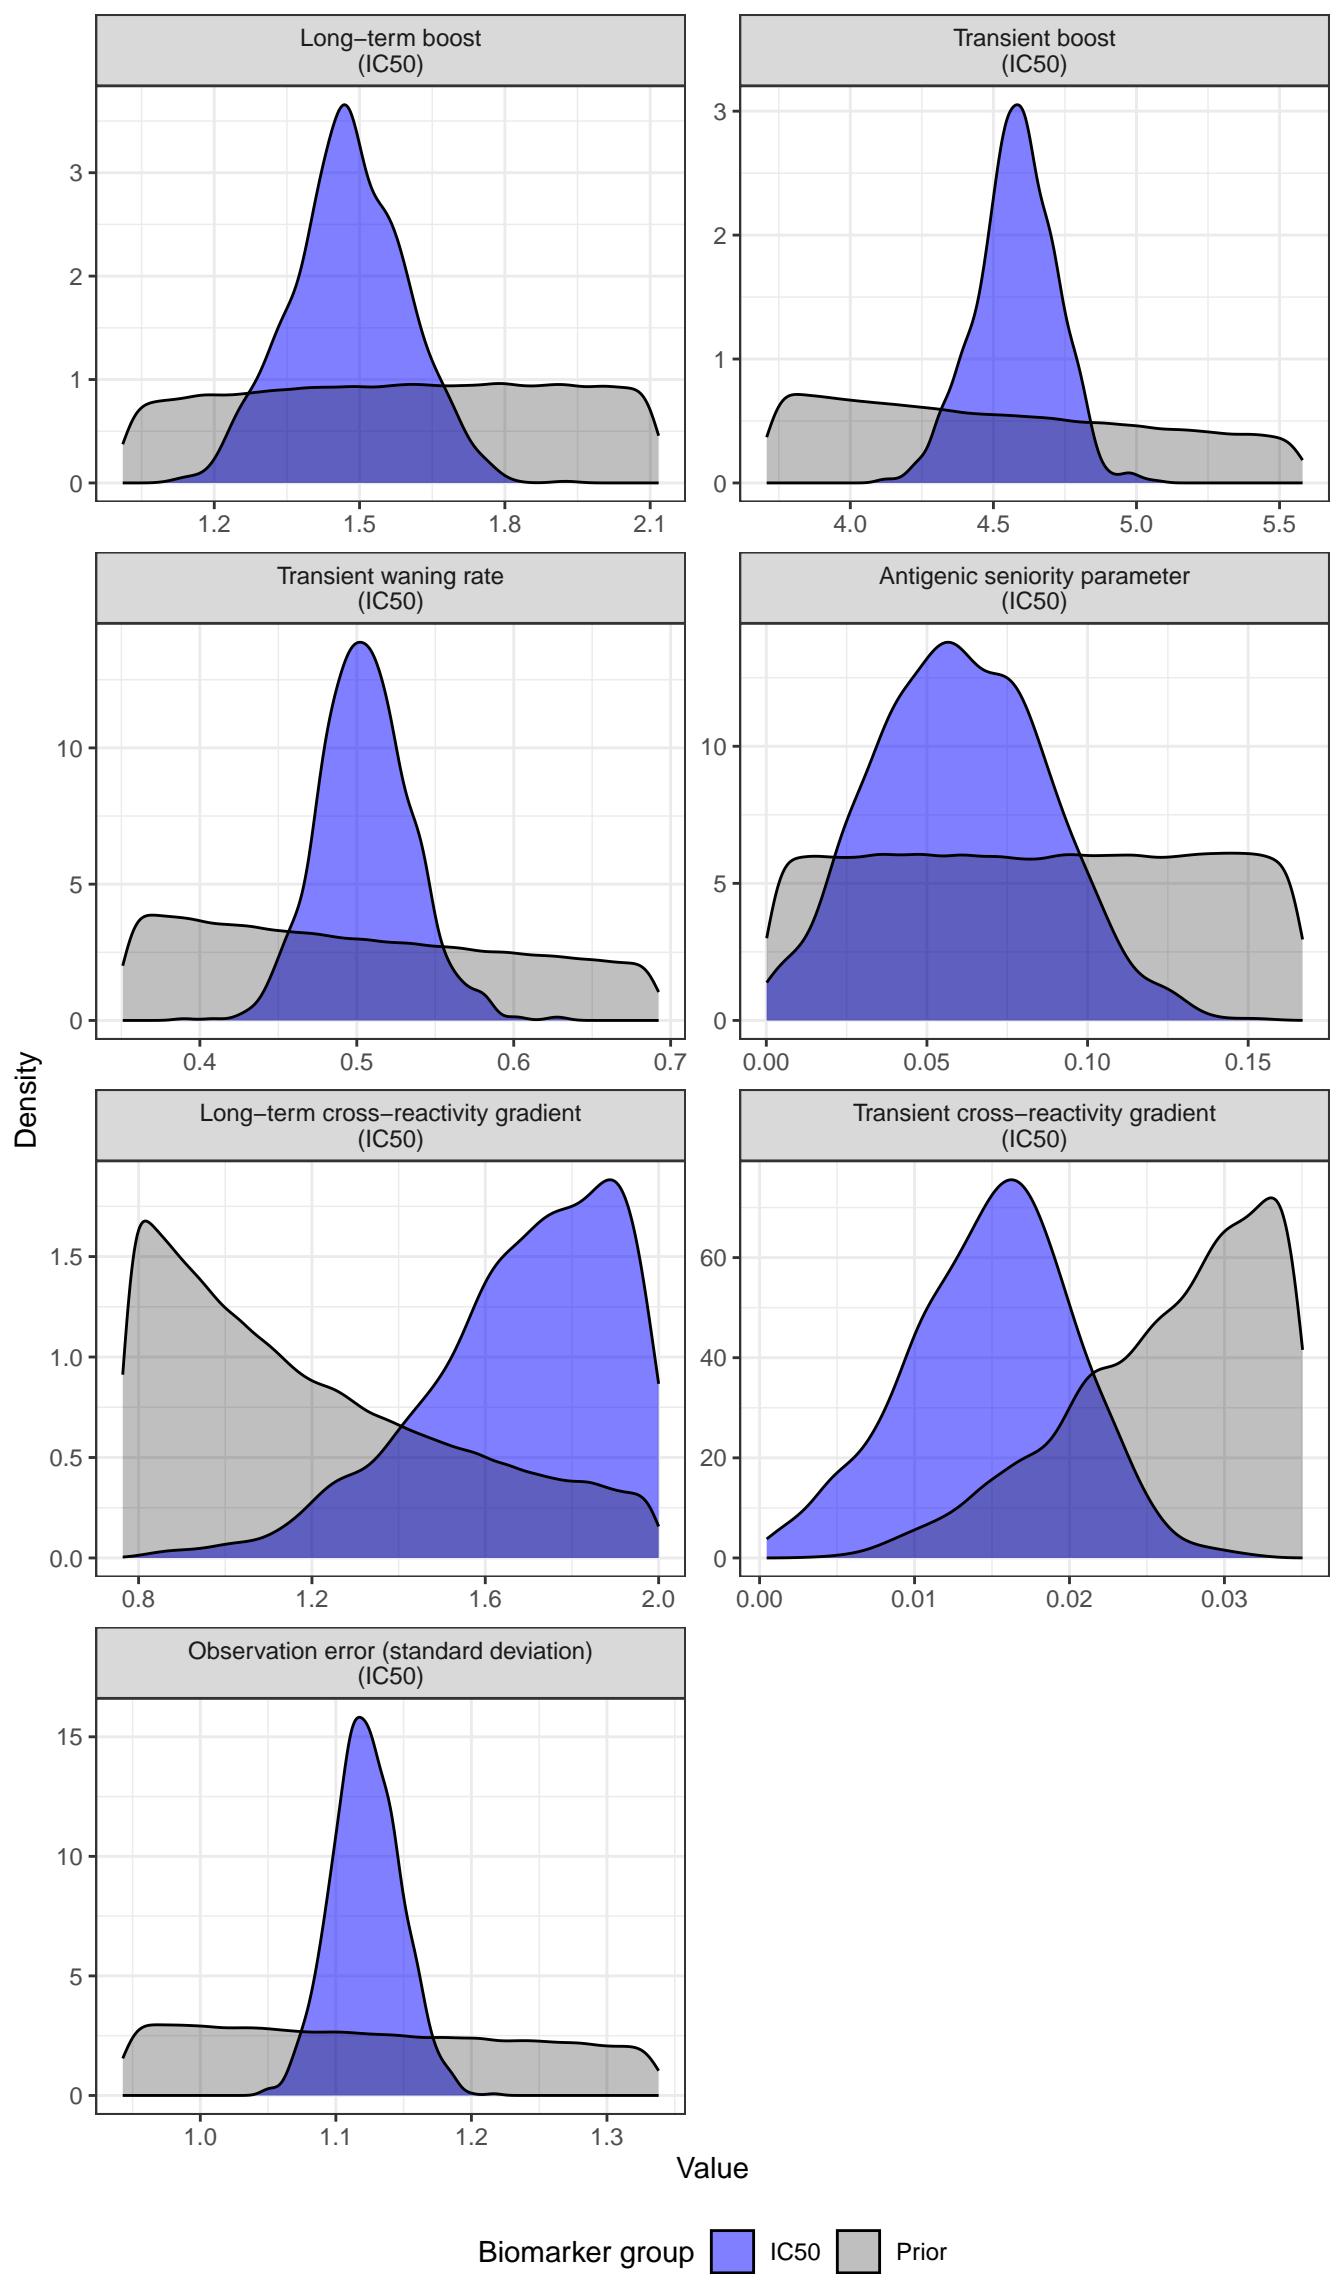 Long−term boost
(IC50)
Transient boost
(IC50)
0
1
2
3
1.2 1.5 1.8 2.1
0
1
2
3
4.0 4.5 5.0 5.5
Transient waning rate
(IC50)
Antigenic seniority parameter
(IC50)
0
5
10
0.4 0.5 0.6 0.7
0
5
10
0.00 0.05 0.10 0.15
Long−term cross−reactivity gradient
(IC50)
Transient cross−reactivity gradient
(IC50)
0.0
0.5
1.0
1.5
0.8 1.2 1.6 2.0
0
20
40
60
0.00 0.01 0.02 0.03
Observation error (standard deviation)
(IC50)
0
5
10
15
1.0 1.1 1.2 1.3
Density
Value
Biomarker group IC50 Prior